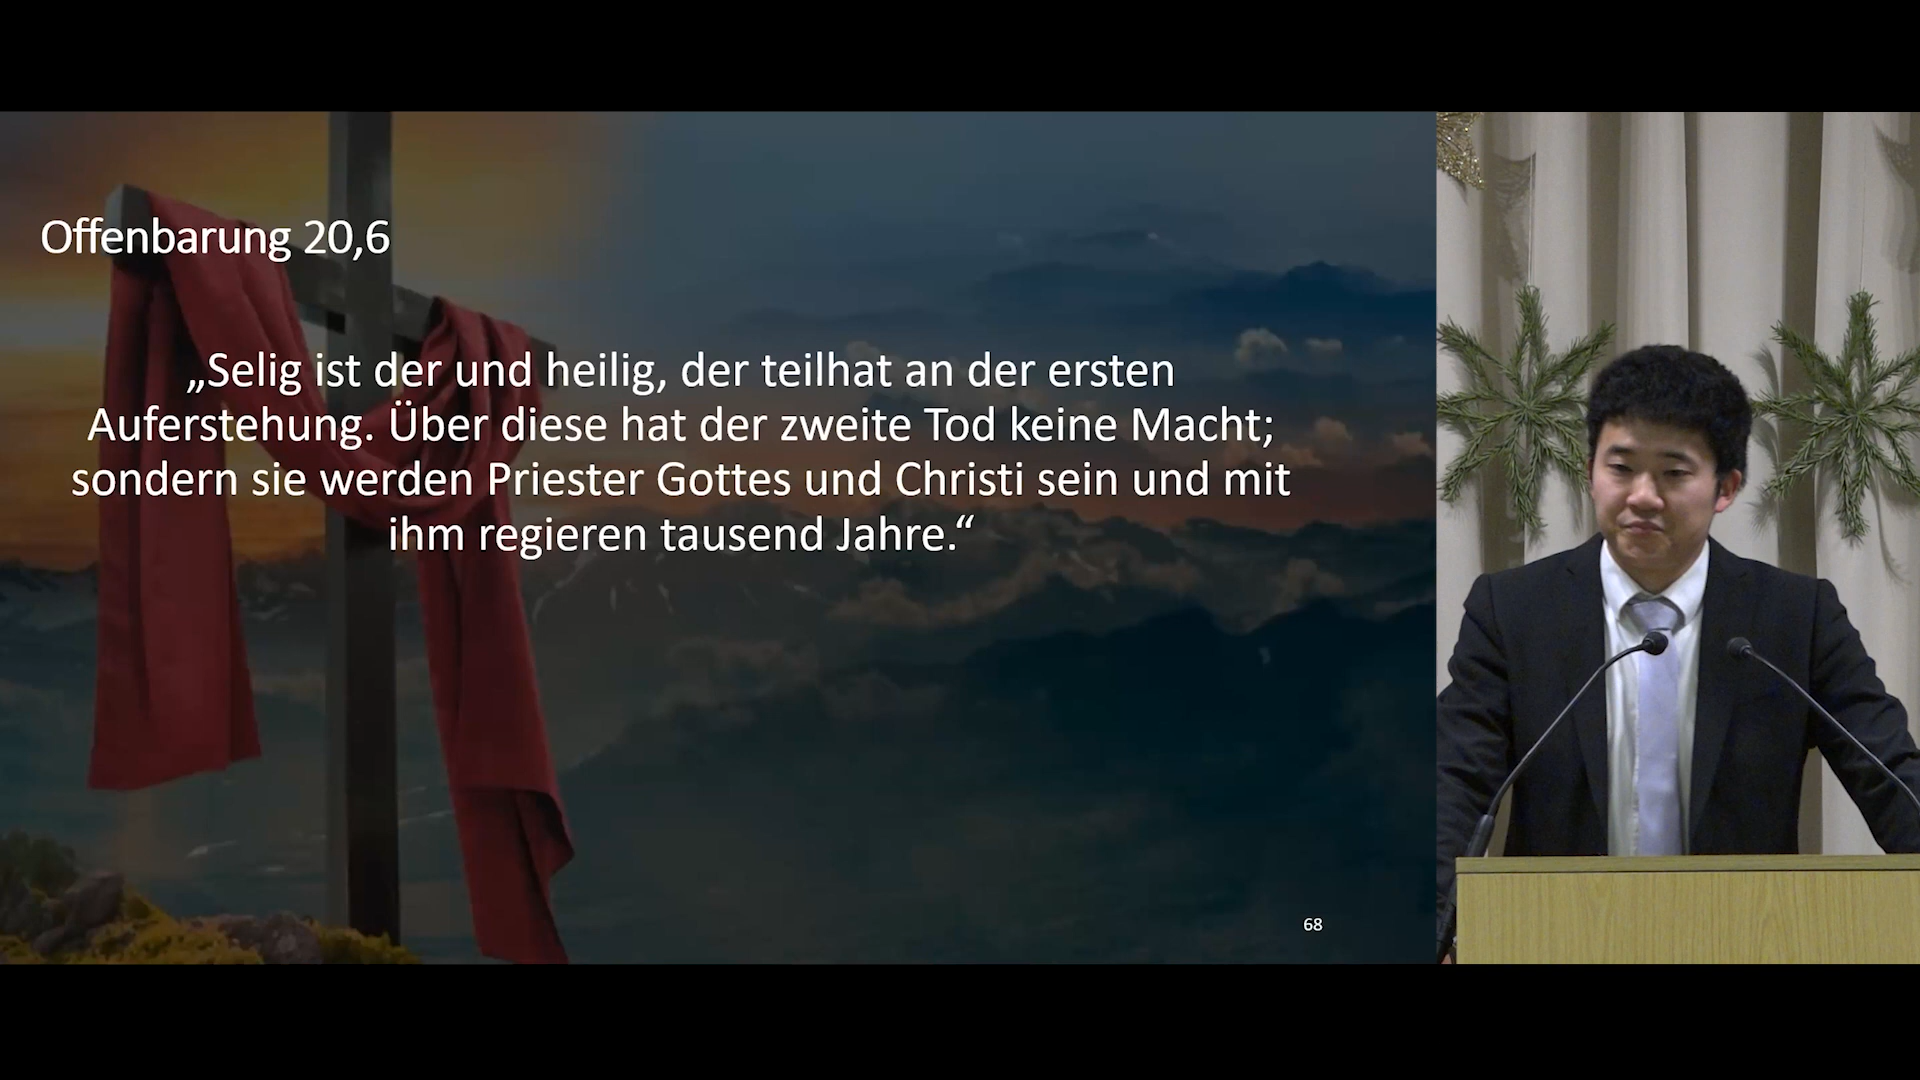 Offenbarung 20,6
„Selig ist der und heilig, der teilhat an der ersten
Auferstehung. Über diese hat der zweite Tod keine Macht;
sondern sie werden Priester Gottes und Christi sein und mit
ihm regieren tausend Jahre.“
68